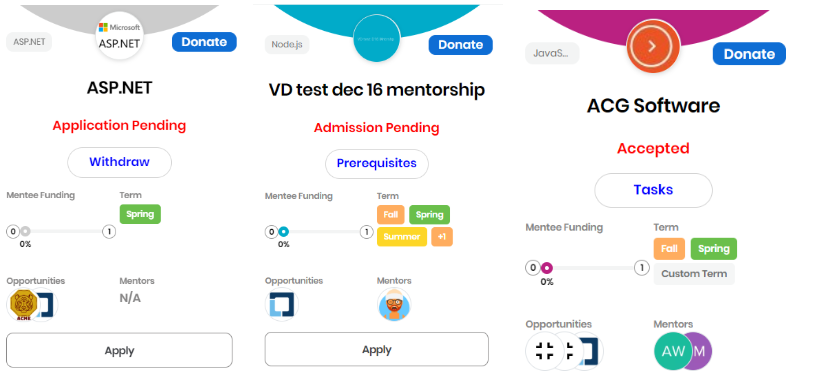 Microsoft
ASP.NET
ASP.NET
Donate
ASP.NET
Application Pending
Withdraw
Mentee Funding
Term
Spring
0
1
0%
Opportunities
Mentors
ACME
N/A
Apply
Node.js
Donate
VD test dec 16 mentorship
Admission Pending
Prerequisites
Mentee Funding
Term
Fall Spring
Summer +1
0
1
0%
Opportunities
Mentors
Apply
JavaS...
Donate
ACG Software
Accepted
Tasks
Mentee Funding
Term
Fall Spring
Custom Term
0
1
0%
Opportunities
Mentors
AW
M